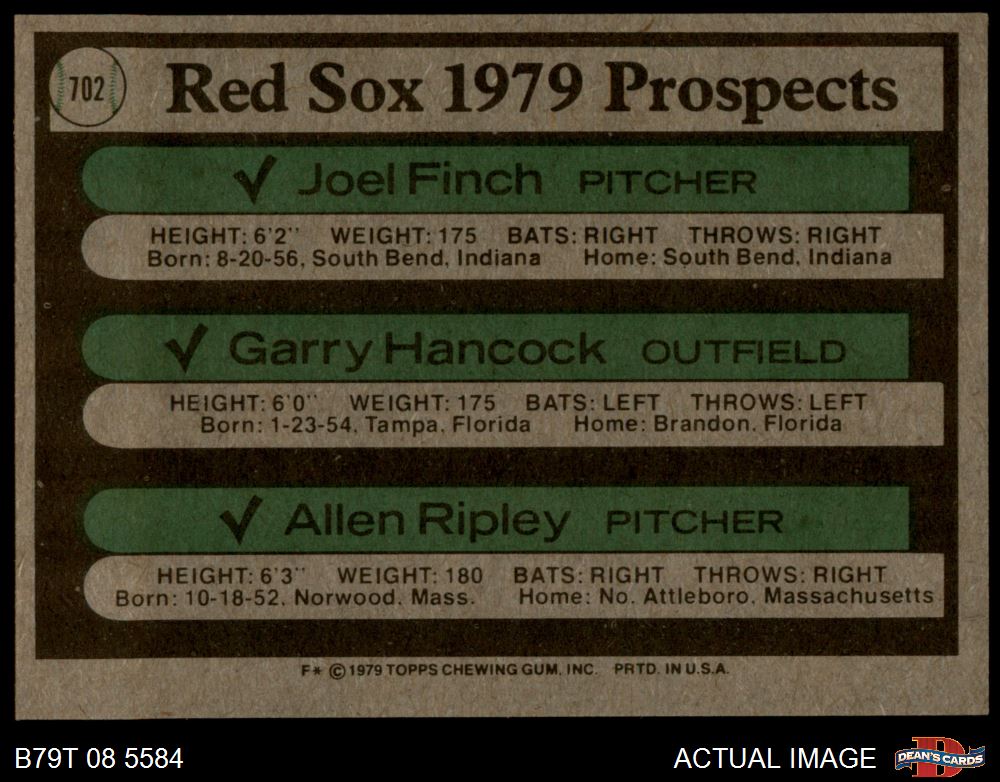 702
Red Sox 1979 Prospects
✓ Joel Finch PITCHER
HEIGHT: 6'2" WEIGHT: 175 BATS: RIGHT THROWS: RIGHT
Born: 8-20-56, South Bend, Indiana Home: South Bend, Indiana
✓ Garry Hancock OUTFIELD
HEIGHT: 6'0" WEIGHT: 175 BATS: LEFT THROWS: LEFT
Born: 1-23-54, Tampa, Florida Home: Brandon, Florida
✓ Allen Ripley PITCHER
HEIGHT: 6'3" WEIGHT: 180 BATS: RIGHT THROWS: RIGHT
Born: 10-18-52, Norwood, Mass. Home: No. Attleboro, Massachusetts
F* © 1979 TOPPS CHEWING GUM, INC. PRTD. IN U.S.A.
B79T 08 5584
ACTUAL IMAGE
D
DEAN'S CARDS